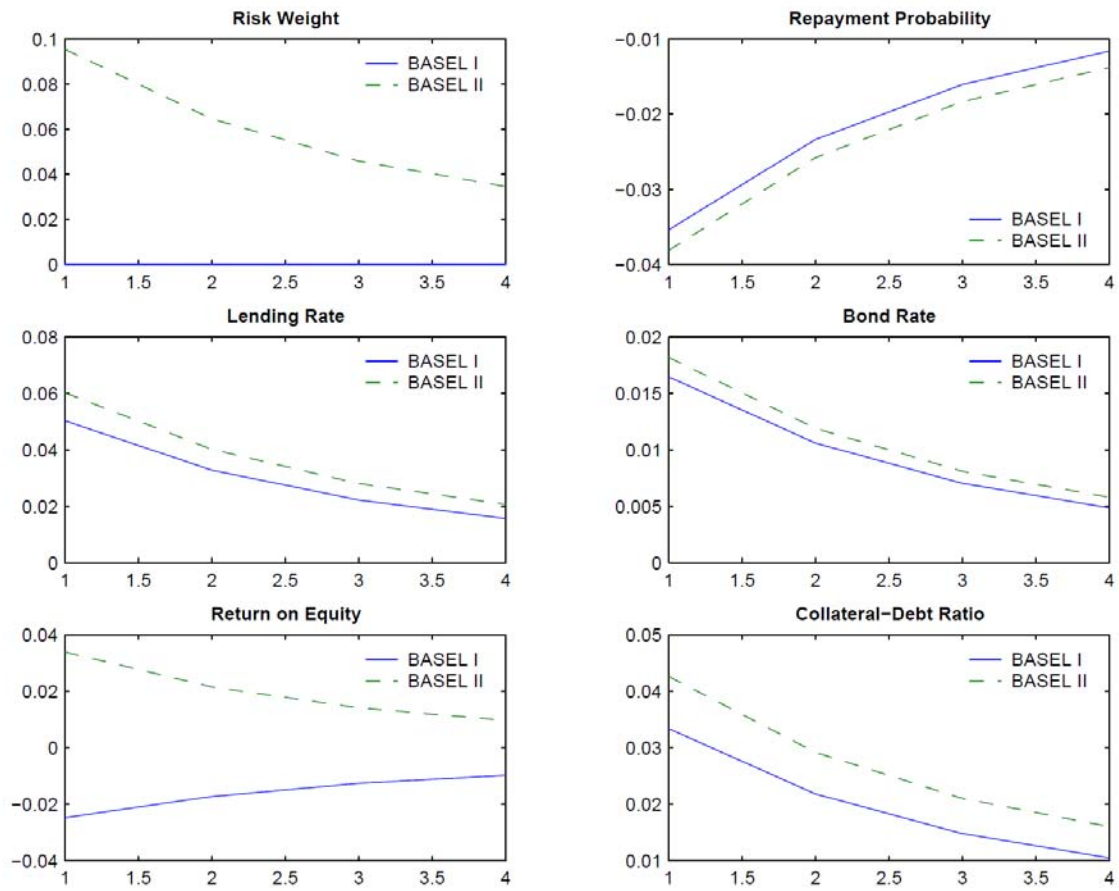 Risk Weight
0.1
0.08
0.06
0.04
0.02
0
1 1.5 2 2.5 3 3.5 4
BASEL I
BASEL II
Repayment Probability
−0.01
−0.02
−0.03
−0.04
1 1.5 2 2.5 3 3.5 4
BASEL I
BASEL II
Lending Rate
0.08
0.06
0.04
0.02
0
1 1.5 2 2.5 3 3.5 4
BASEL I
BASEL II
Bond Rate
0.02
0.015
0.01
0.005
0
1 1.5 2 2.5 3 3.5 4
BASEL I
BASEL II
Return on Equity
0.04
0.02
0
−0.02
−0.04
1 1.5 2 2.5 3 3.5 4
BASEL I
BASEL II
Collateral−Debt Ratio
0.05
0.04
0.03
0.02
0.01
1 1.5 2 2.5 3 3.5 4
BASEL I
BASEL II